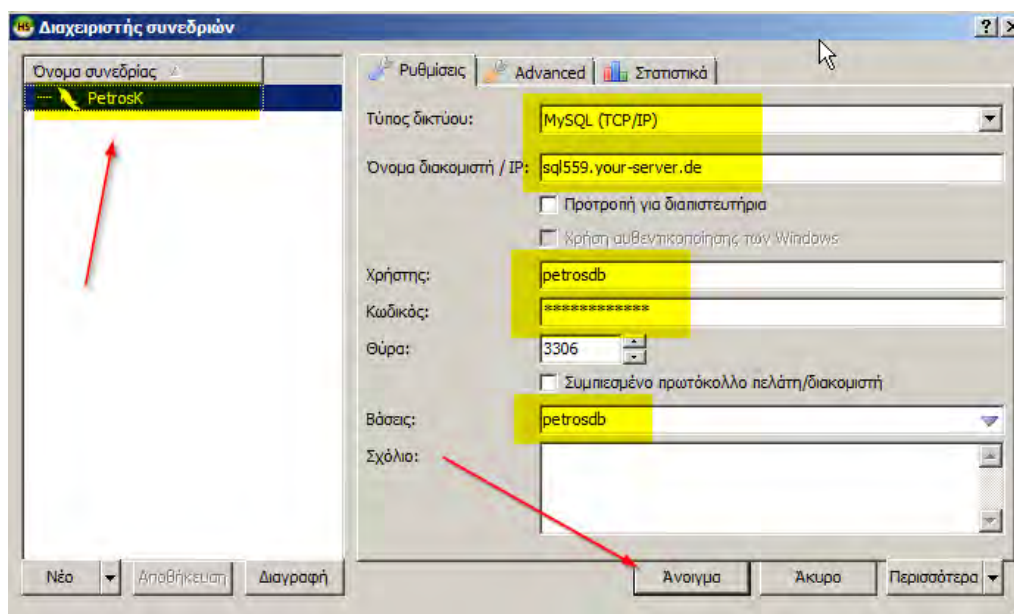 HS Διαχειριστής συνεδριών
Όνομα συνεδρίας
PetrosK
Ρυθμίσεις Advanced Στατιστικά
Τύπος δικτύου: MySQL (TCP/IP)
Όνομα διακομιστή / IP: sql559.your-server.de
Προτροπή για διαπιστευτήρια
Χρήση αυθεντικοποίησης των Windows
Χρήστης: petrosdb
Κωδικός: ************
Θύρα: 3306
Συμπιεσμένο πρωτόκολλο πελάτη/διακομιστή
Βάσεις: petrosdb
Σχόλιο:
Νέο Αποθήκευση Διαγραφή Άνοιγμα Άκυρο Περισσότερα